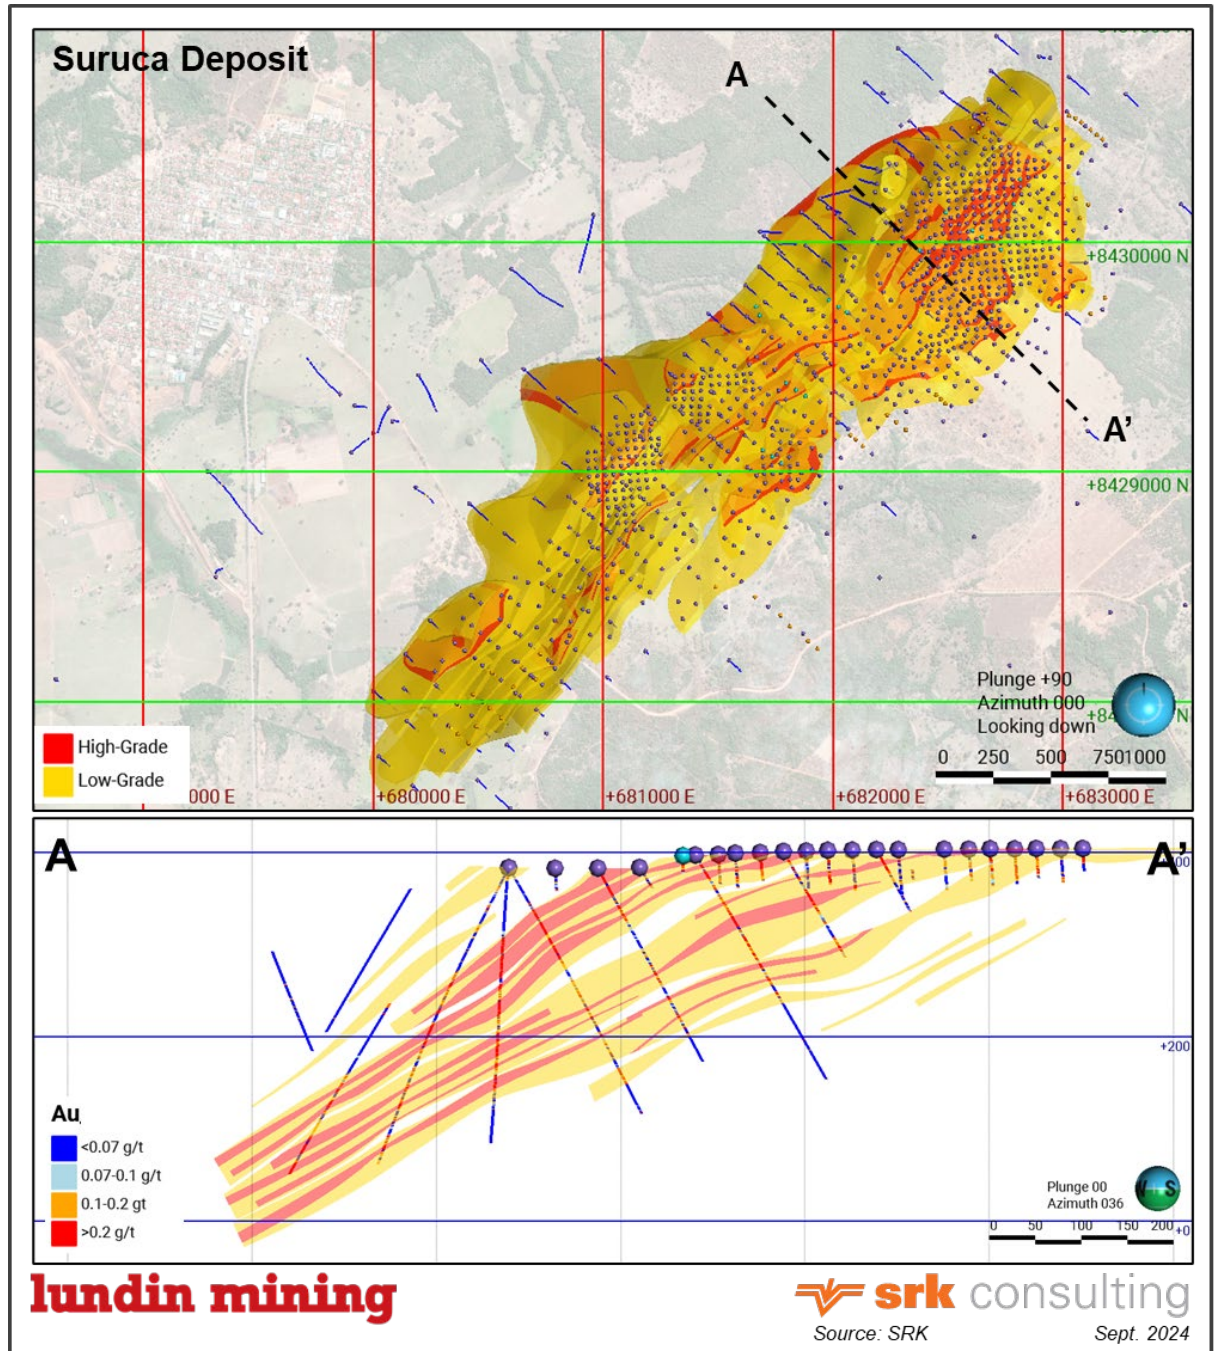 Suruca Deposit
A
+8430000 N
A'
+8429000 N
Plunge +90
Azimuth 000
Looking down
0 250 500 750 1000
High-Grade
Low-Grade
000 E
+680000 E
+681000 E
+682000 E
+683000 E
A
A'
+200
Au
<0.07 g/t
0.07-0.1 g/t
0.1-0.2 gt
>0.2 g/t
W S
Plunge 00
Azimuth 036
0 50 100 150 200
+0
lundin mining
srk consulting
Source: SRK
Sept. 2024